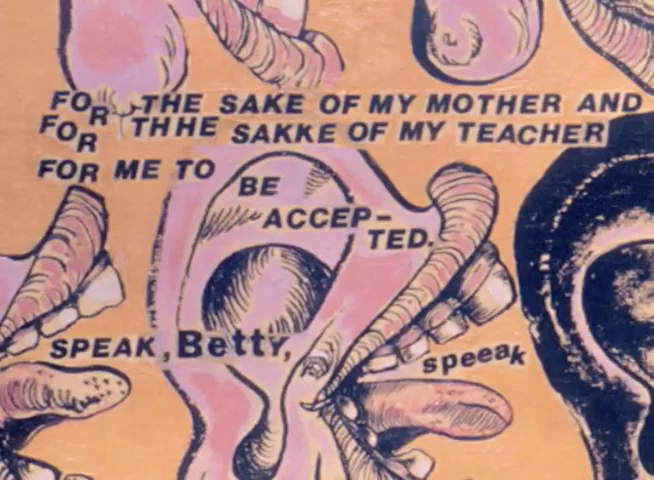 FOR THE SAKE OF MY MOTHER AND
FOR THHE SAKKE OF MY TEACHER
FOR ME TO BE
ACCEP-
TED.
SPEAK, Betty,
speeak